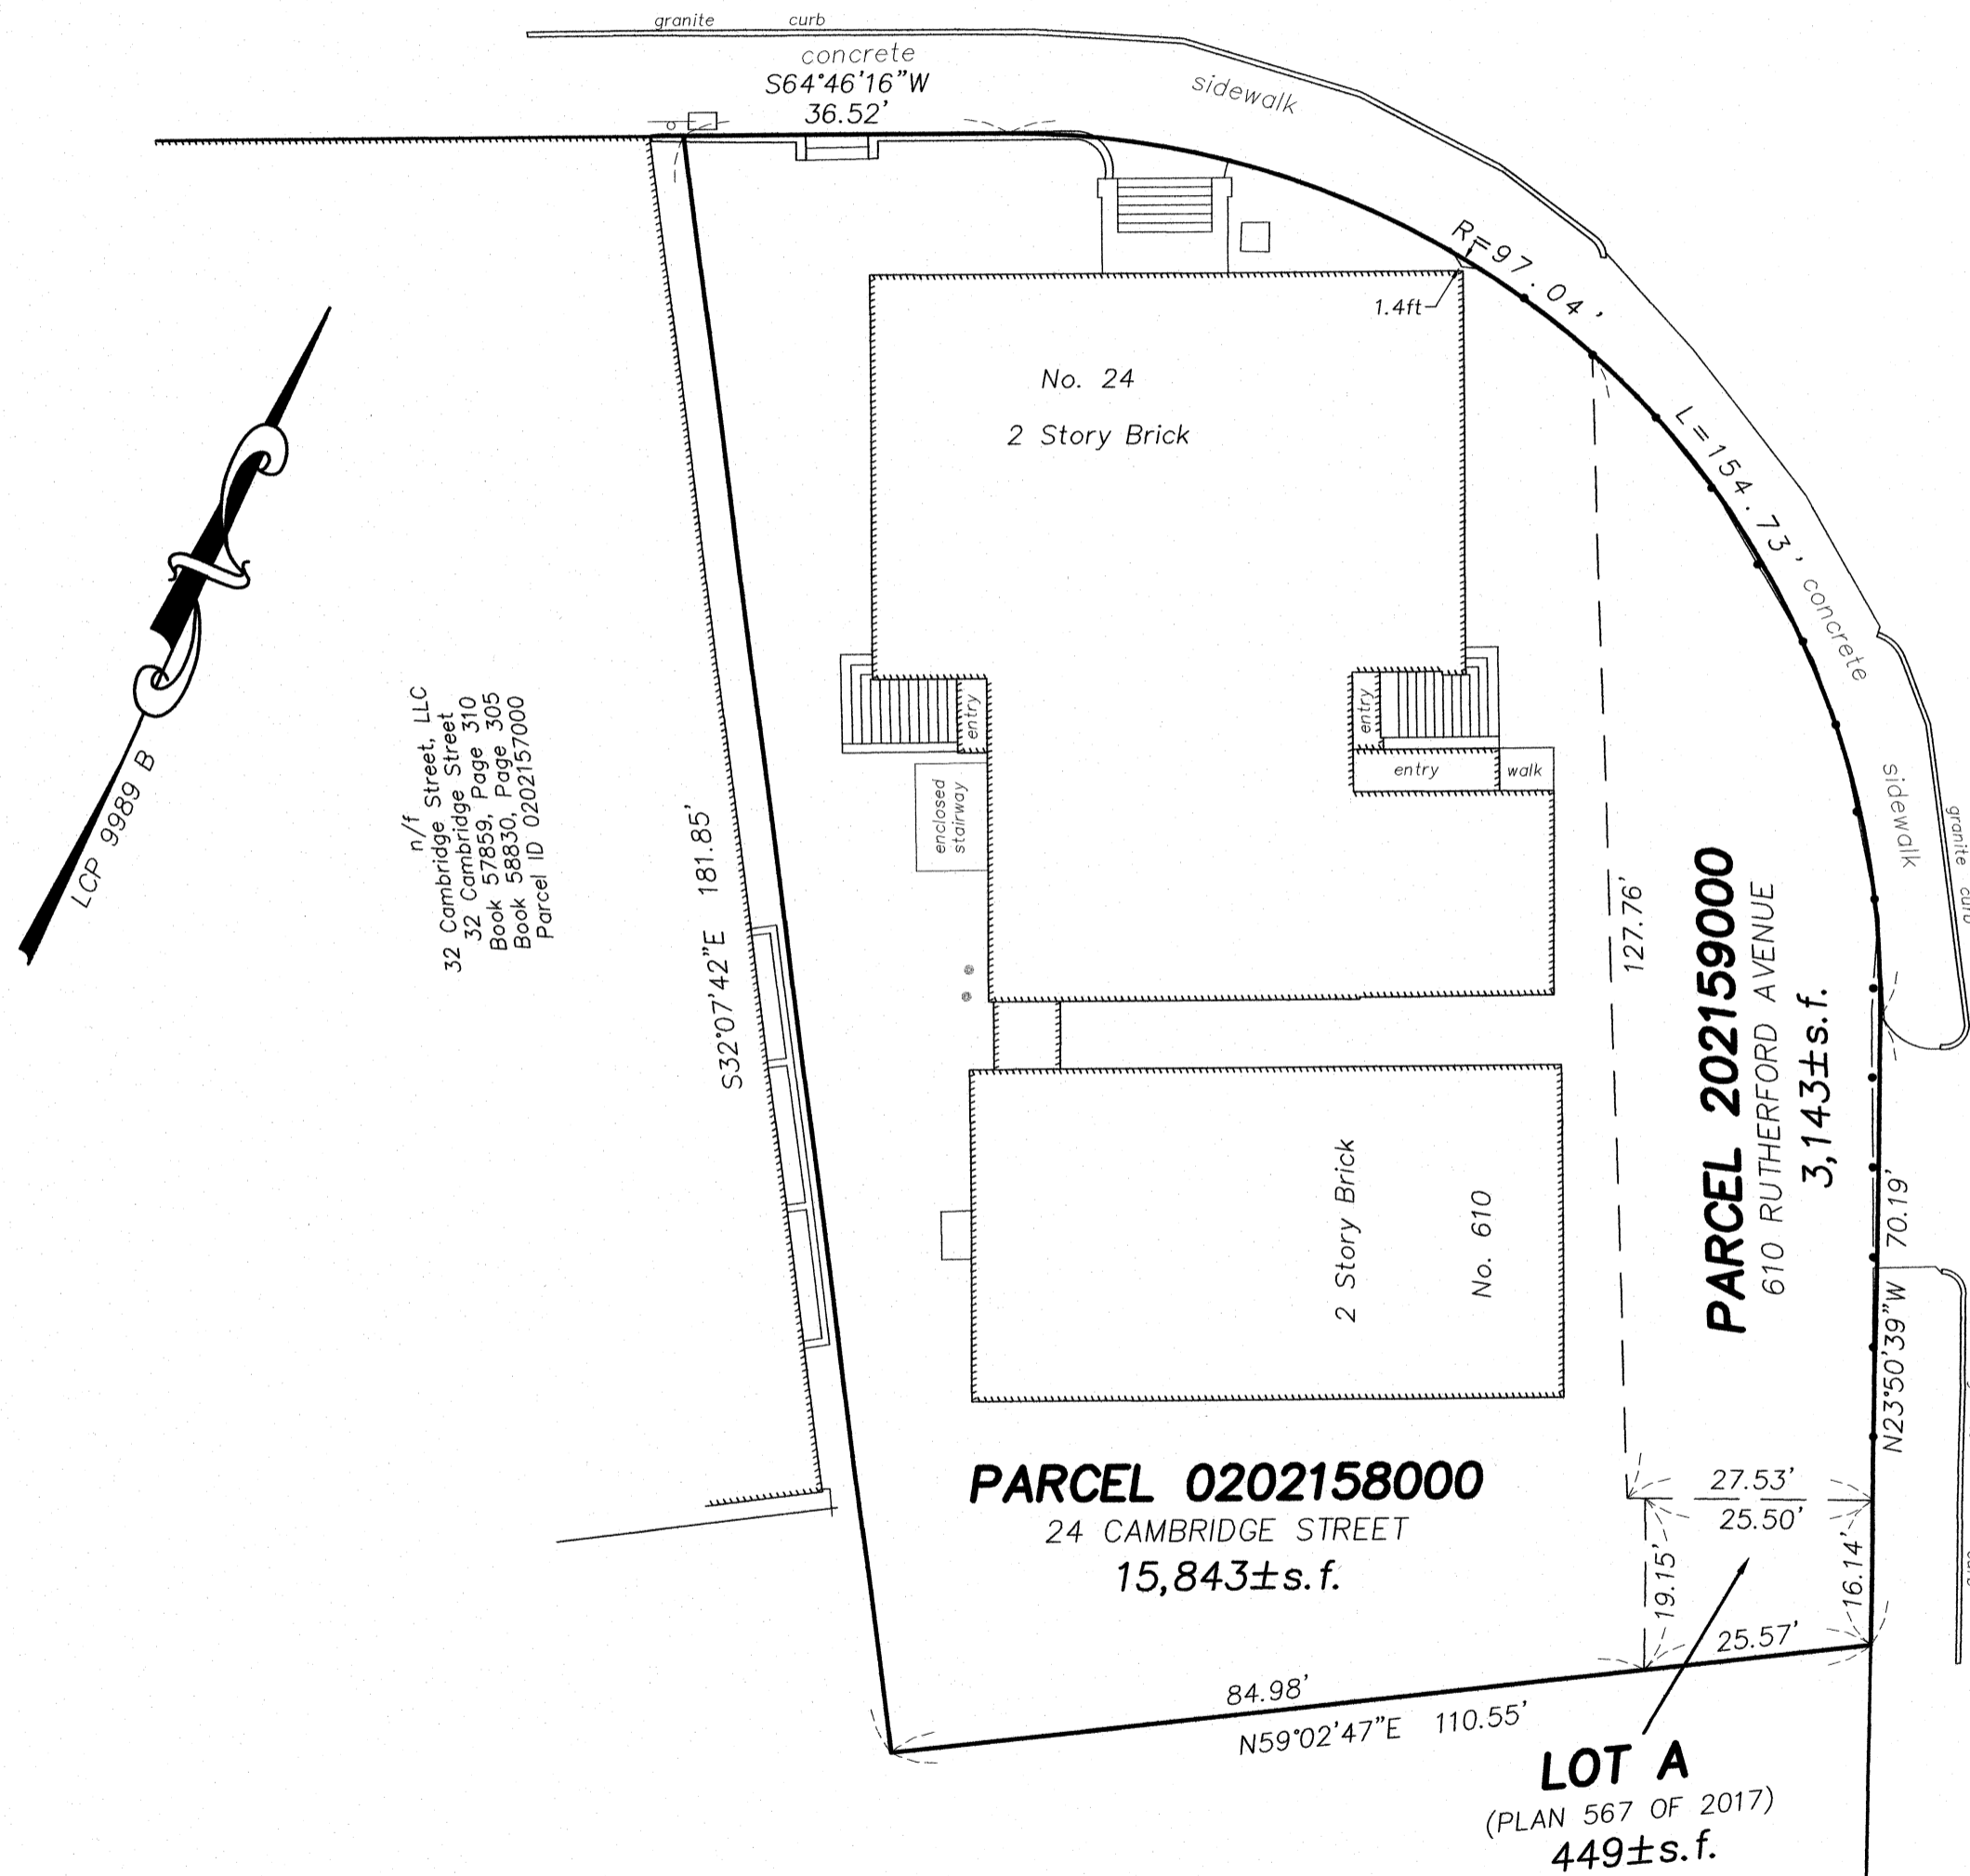 granite curb
concrete
S64°46'16"W
36.52'
sidewalk
R=97.04'
1.4ft
No. 24
2 Story Brick
L=154.73'
concrete
sidewalk
granite curb
LCP 9989 B
n/f
32 Cambridge Street, LLC
32 Cambridge Street
Book 57859, Page 310
Book 58830, Page 305
Parcel ID 0202157000
S32°07'42"E 181.85'
entry
enclosed
stairway
entry
entry
walk
127.76'
PARCEL 202159000
610 RUTHERFORD AVENUE
3,143±s.f.
2 Story Brick
No. 610
N23°50'39"W 70.19'
PARCEL 0202158000
24 CAMBRIDGE STREET
15,843±s.f.
27.53'
25.50'
19.15'
16.14'
25.57'
84.98'
N59°02'47"E 110.55'
LOT A
(PLAN 567 OF 2017)
449±s.f.